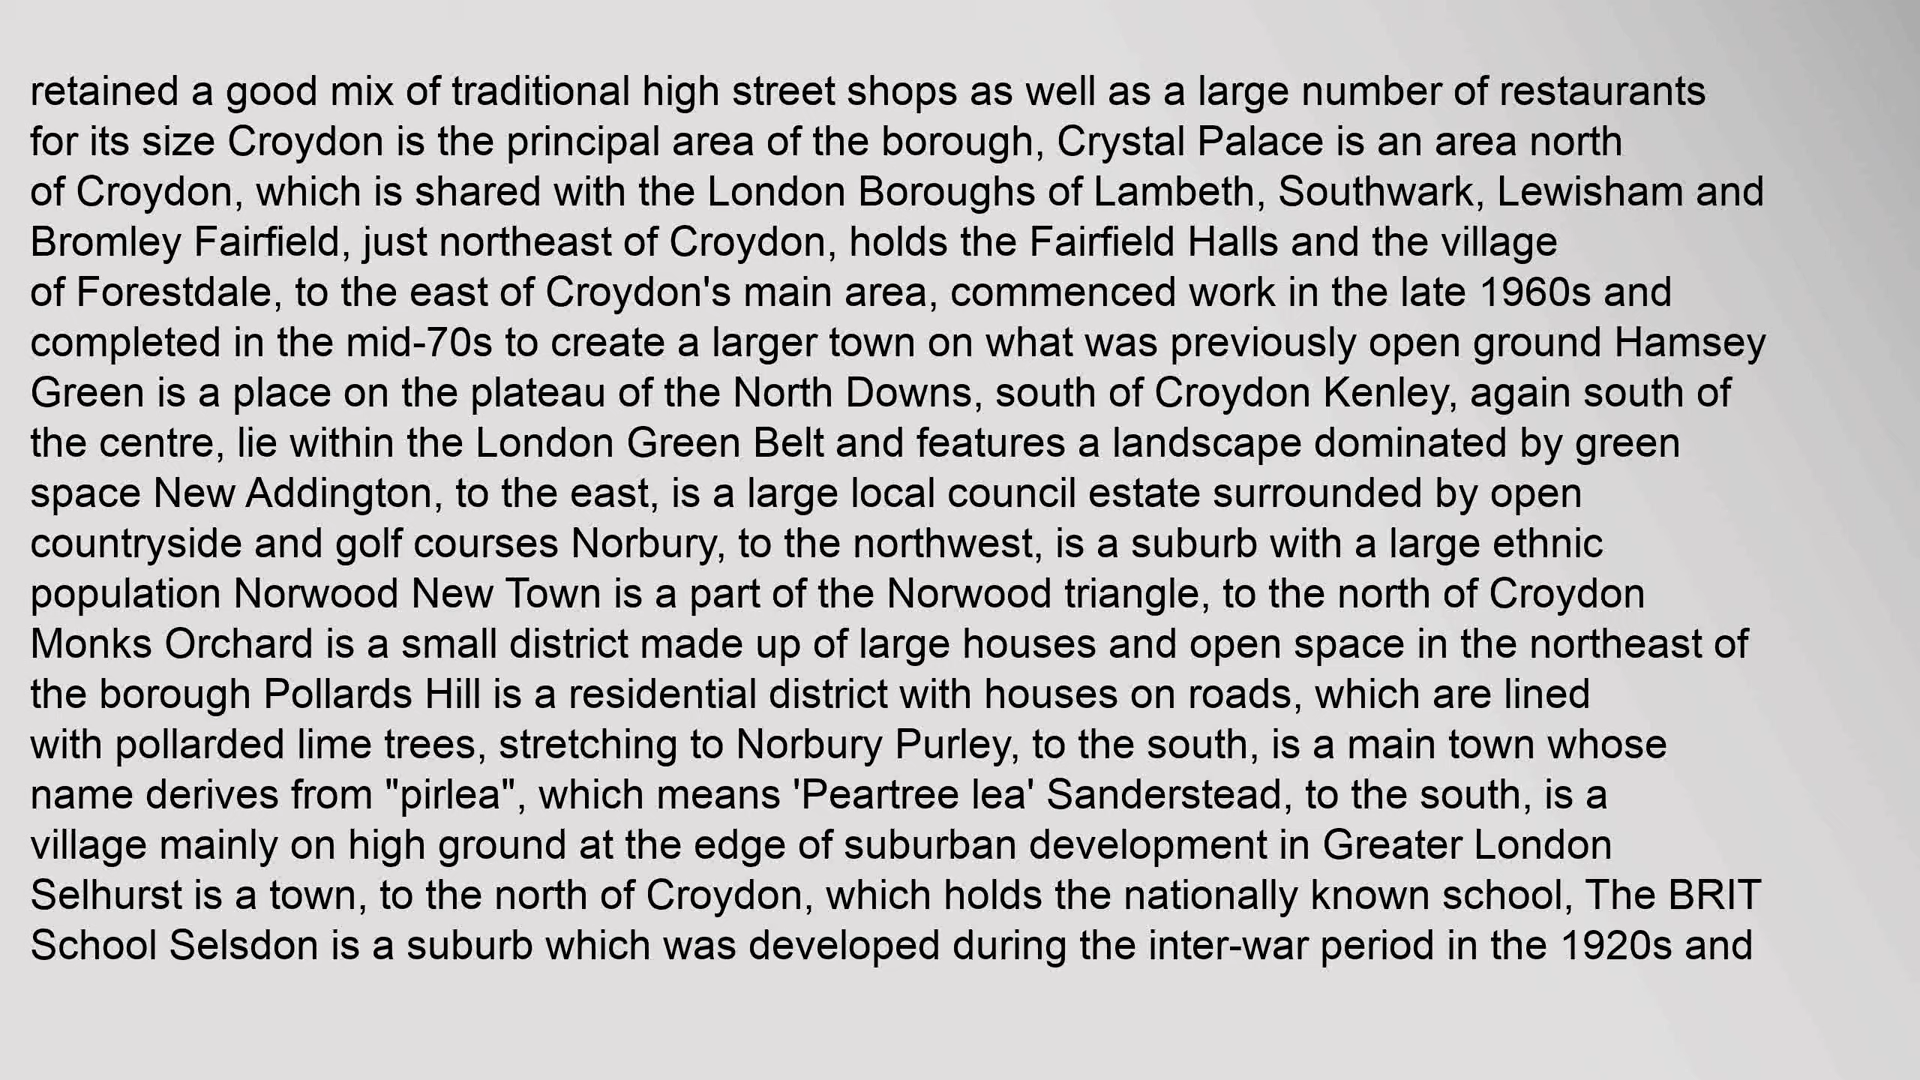 retained a good mix of traditional high street shops as well as a large number of restaurants
for its size Croydon is the principal area of the borough, Crystal Palace is an area north
of Croydon, which is shared with the London Boroughs of Lambeth, Southwark, Lewisham and
Bromley Fairfield, just northeast of Croydon, holds the Fairfield Halls and the village
of Forestdale, to the east of Croydon's main area, commenced work in the late 1960s and
completed in the mid-70s to create a larger town on what was previously open ground Hamsey
Green is a place on the plateau of the North Downs, south of Croydon Kenley, again south of
the centre, lie within the London Green Belt and features a landscape dominated by green
space New Addington, to the east, is a large local council estate surrounded by open
countryside and golf courses Norbury, to the northwest, is a suburb with a large ethnic
population Norwood New Town is a part of the Norwood triangle, to the north of Croydon
Monks Orchard is a small district made up of large houses and open space in the northeast of
the borough Pollards Hill is a residential district with houses on roads, which are lined
with pollarded lime trees, stretching to Norbury Purley, to the south, is a main town whose
name derives from "pirlea", which means 'Peartree lea' Sanderstead, to the south, is a
village mainly on high ground at the edge of suburban development in Greater London
Selhurst is a town, to the north of Croydon, which holds the nationally known school, The BRIT
School Selsdon is a suburb which was developed during the inter-war period in the 1920s and